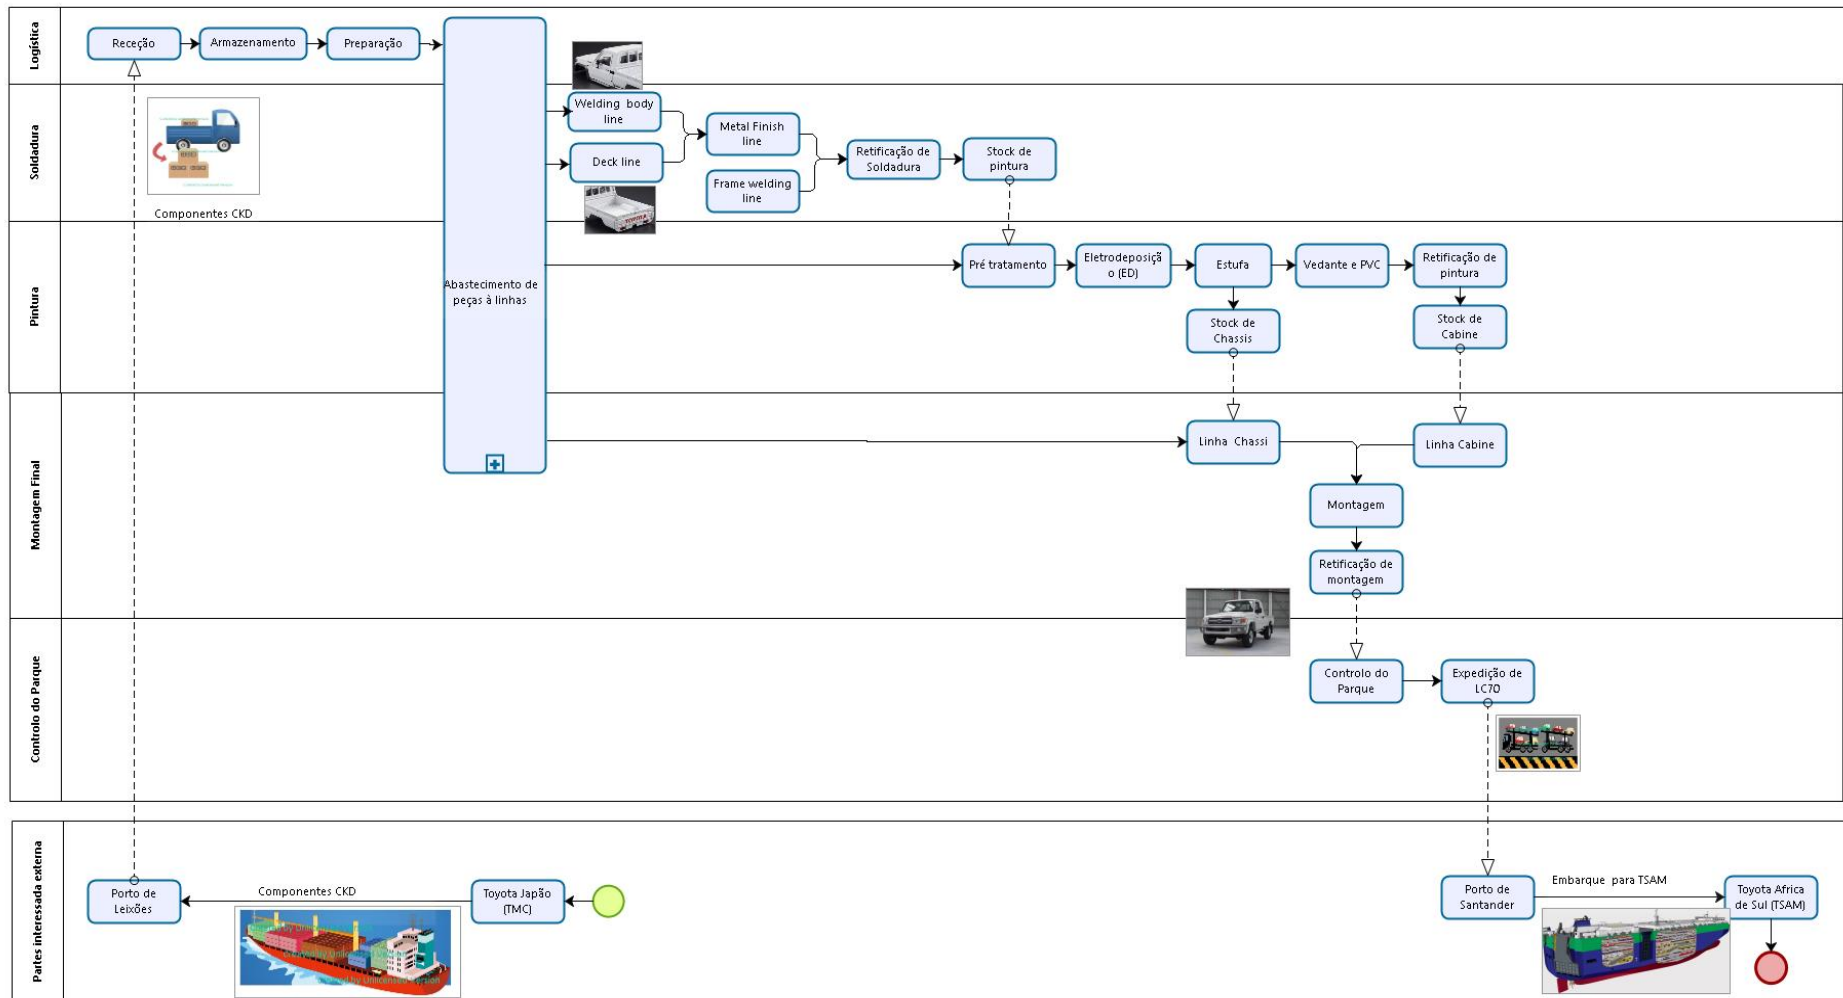 Logística
Receção
Armazenamento
Preparação
Abastecimento de
peças à linhas
Componentes CKD
Soldadura
Welding body
line
Deck line
Metal Finish
line
Frame welding
line
Retificação de
Soldadura
Stock de
pintura
Pintura
Pré tratamento
Eletrodeposiçã
o (ED)
Estufa
Vedante e PVC
Retificação de
pintura
Stock de
Chassis
Stock de
Cabine
Montagem Final
Linha Chassi
Linha Cabine
Montagem
Retificação de
montagem
Controlo do Parque
Controlo do
Parque
Expedição de
LC70
Partes interessada externa
Porto de
Leixões
Componentes CKD
Toyota Japão
(TMC)
Porto de
Santander
Embarque para TSAM
Toyota Africa
de Sul (TSAM)